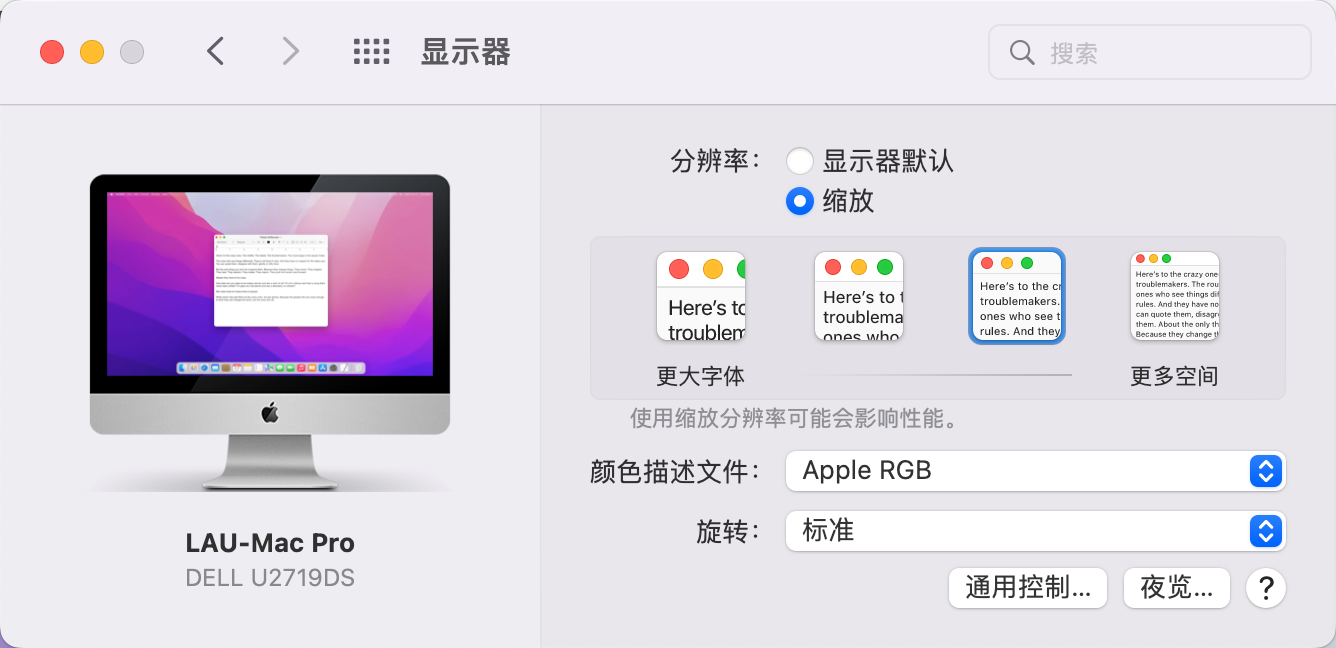 显示器
搜索
分辨率：
显示器默认
缩放
Here's to
troublem
Here's to t
troublema
ones who
Here's to the cr
troublemakers.
ones who see t
rules. And they
Here's to the crazy one
troublemakers. The rou
ones who see things dif
rules. And they have no
can quote them, disagr
them. About the only th
Because they change t
更大字体
更多空间
使用缩放分辨率可能会影响性能。
颜色描述文件：
Apple RGB
旋转：
标准
通用控制...
夜览...
?
LAU-Mac Pro
DELL U2719DS